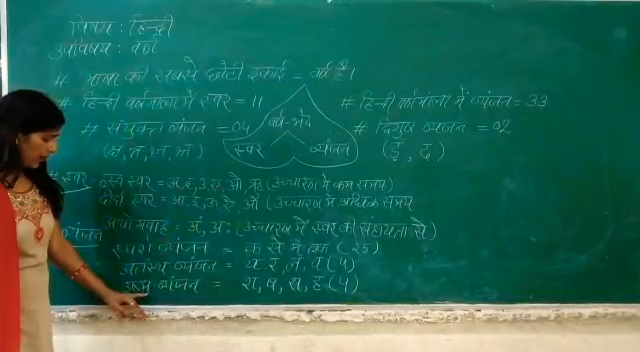 विषय : हिन्दी
उपविषय : वर्ण
# भाषा की सबसे छोटी इकाई = वर्ण है।
# हिन्दी वर्णमाला में स्वर = 11
# हिन्दी वर्णमाला में व्यंजन = 33
वर्ण-भेद
स्वर व्यंजन
# संयुक्त व्यंजन = 04
(क्ष, त्र, ज्ञ, श्र)
# द्विगुण व्यंजन = 02
(ड़, ढ़)
# स्वर = ह्रस्व स्वर = अ, इ, उ, ए, ओ, ऋ (उच्चारण में कम समय)
दीर्घ स्वर = आ, ई, ऊ, ऐ, औ (उच्चारण में अधिक समय
अयोगवाह = अं, अः (उच्चारण में स्वर की सहायता से)
व्यंजन
स्पर्श व्यंजन = क से म तक (25)
अंतस्थ व्यंजन = य, र, ल, व (4)
ऊष्म व्यंजन = श, ष, स, ह (4)